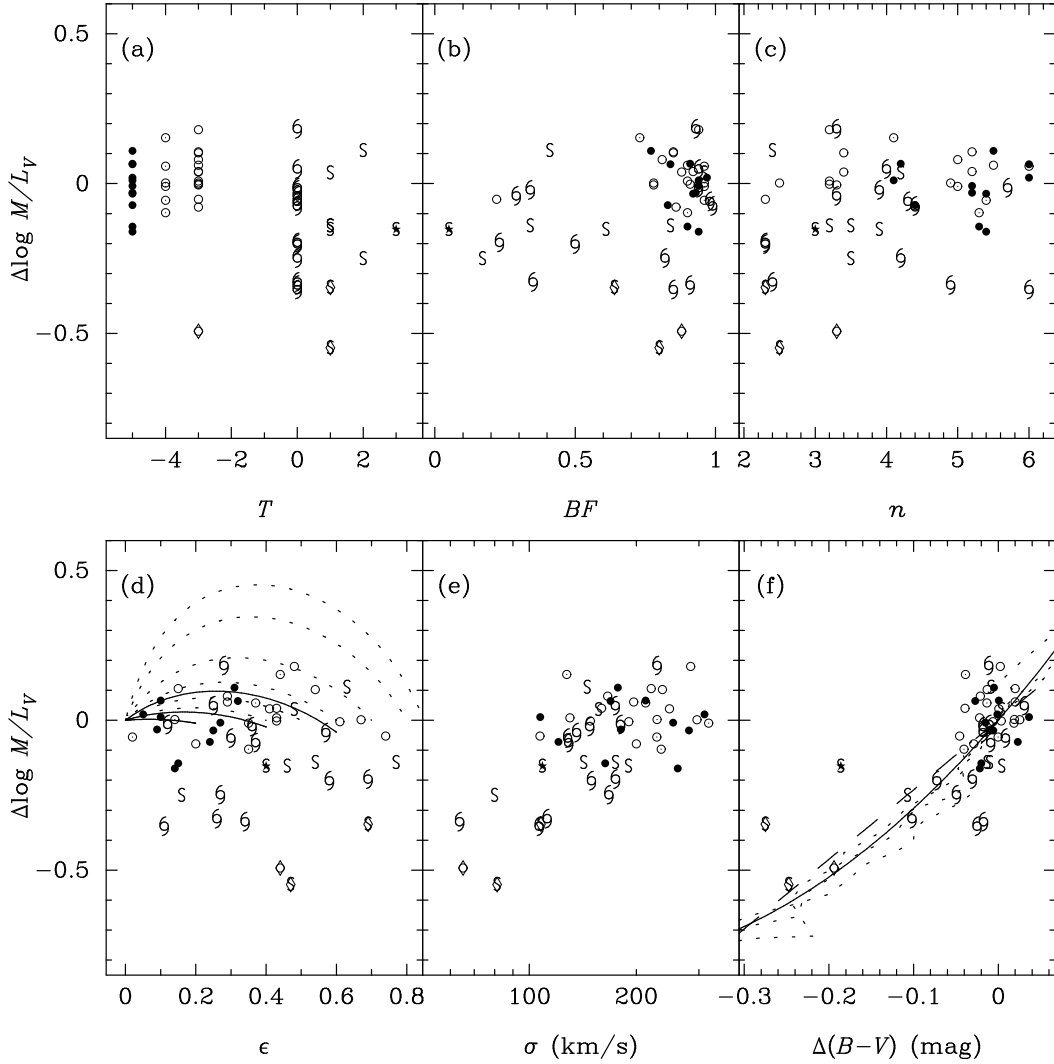 (a) (b) (c)
0.5
0
−0.5
Δlog M/L_V
−4 −2 0 2 0 0.5 1 2 3 4 5 6
T BF n
(d) (e) (f)
0.5
0
−0.5
Δlog M/L_V
0 0.2 0.4 0.6 0.8 100 200 −0.3 −0.2 −0.1 0
ϵ σ (km/s) Δ(B−V) (mag)